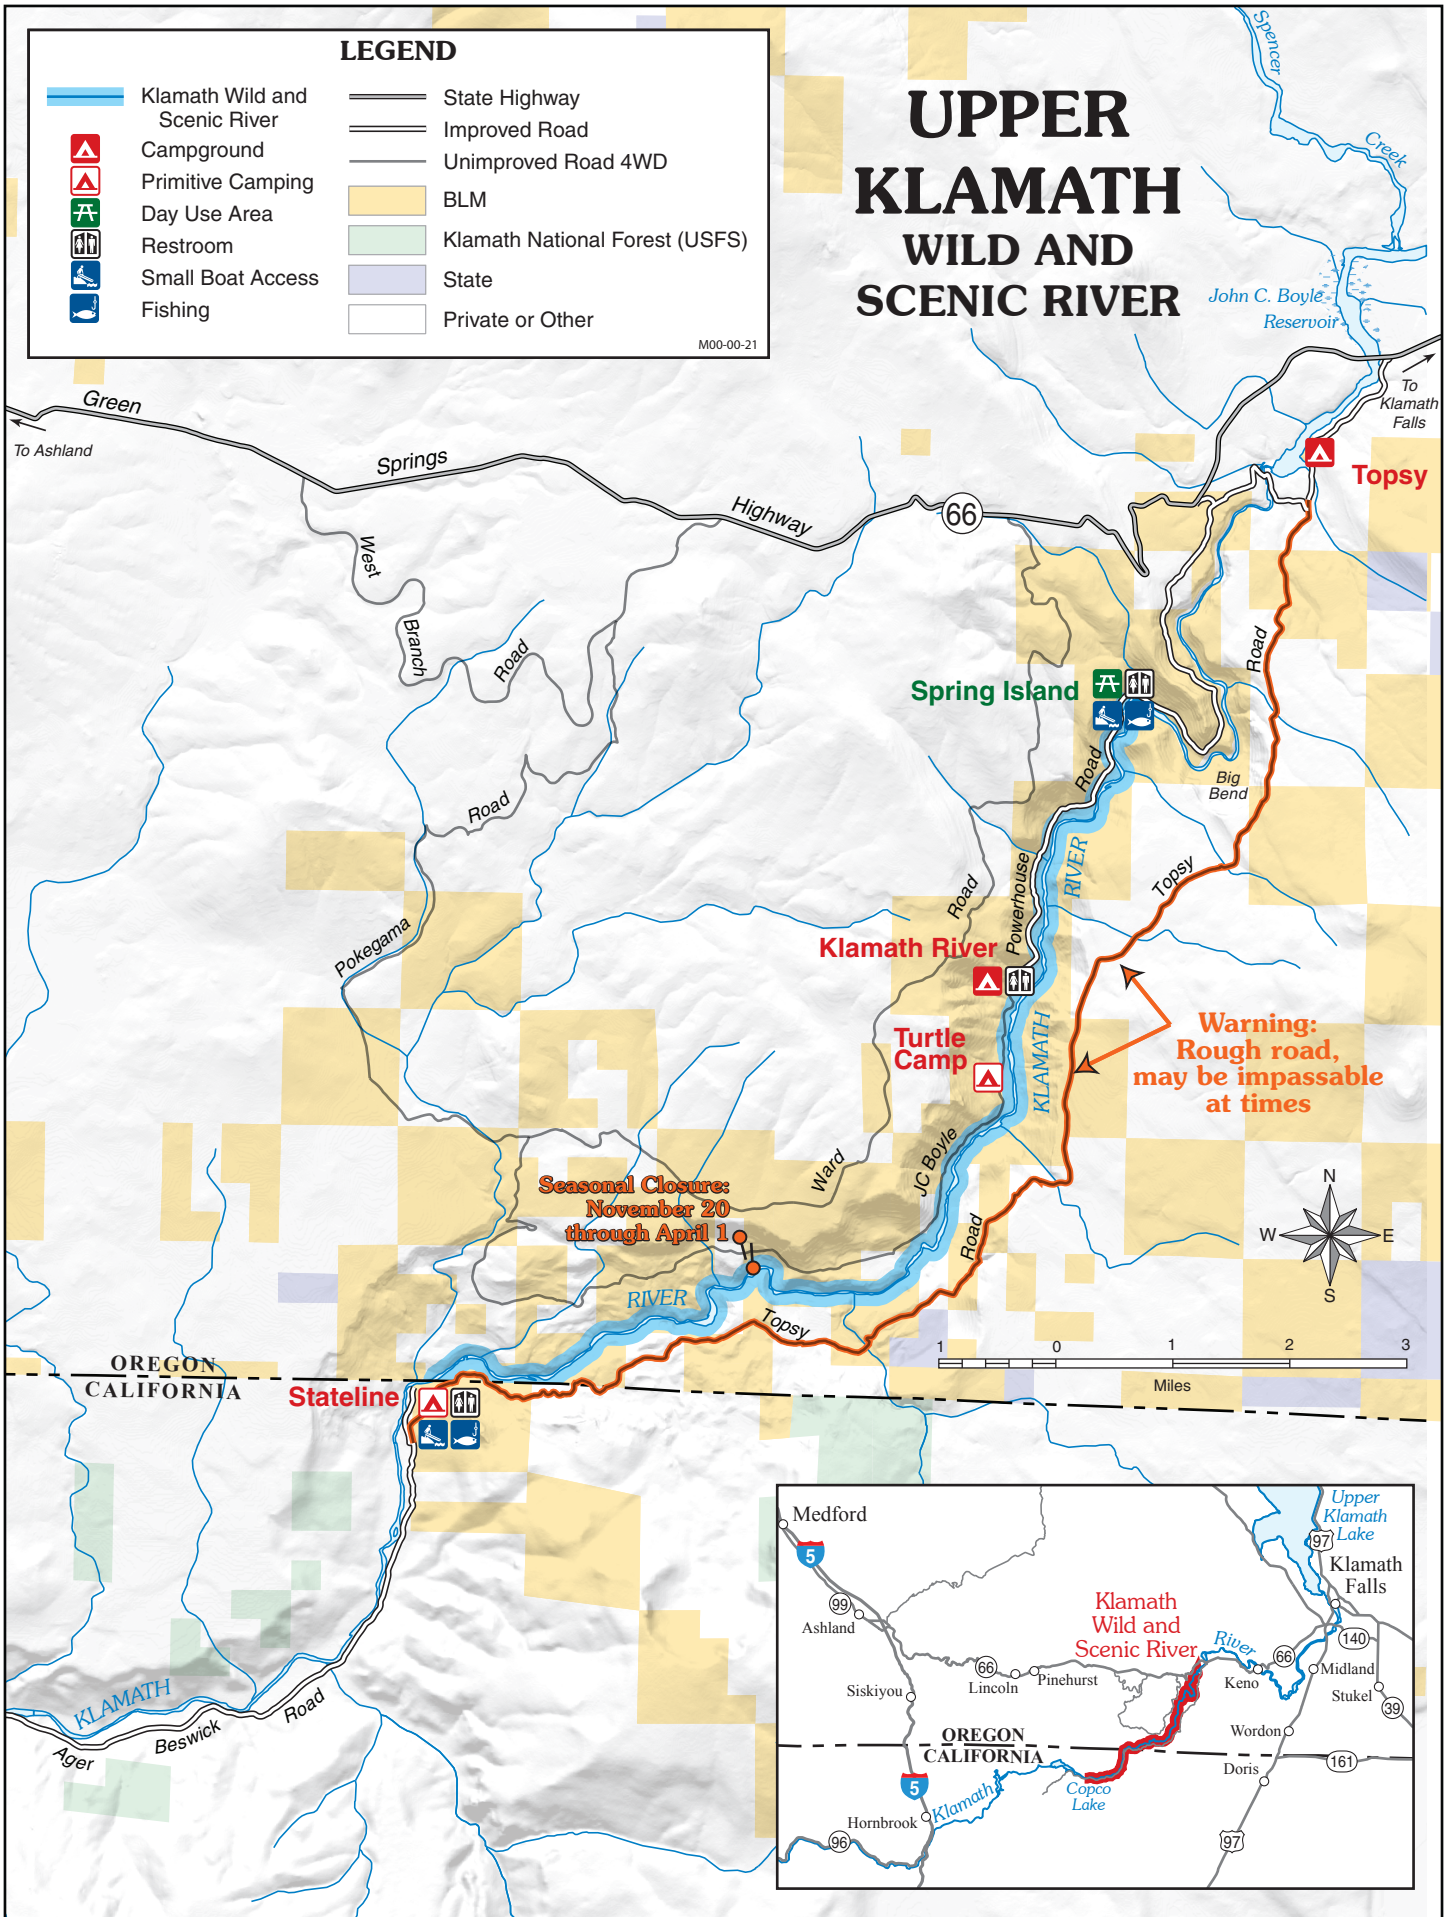 LEGEND
Klamath Wild and
Scenic River
Campground
Primitive Camping
Day Use Area
Restroom
Small Boat Access
Fishing
State Highway
Improved Road
Unimproved Road 4WD
BLM
Klamath National Forest (USFS)
State
Private or Other
M00-00-21
UPPER
KLAMATH
WILD AND
SCENIC RIVER
Spencer
Creek
John C. Boyle
Reservoir
To
Klamath
Falls
Green
To Ashland
Springs
Highway
66
Topsy
West
Branch
Road
Road
Pokegama
Road
Spring Island
Road
Big
Bend
RIVER
Topsy
Powerhouse
Road
Klamath River
Turtle
Camp
KLAMATH
Warning:
Rough road,
may be impassable
at times
JC Boyle
Ward
Seasonal Closure:
November 20
through April 1
Road
N
W
E
S
RIVER
Topsy
1
0
1
2
3
Miles
OREGON
CALIFORNIA
Stateline
KLAMATH
Ager
Beswick
Road
Medford
5
99
Ashland
66
Lincoln
Pinehurst
Siskiyou
Klamath
Wild and
Scenic River
River
Upper
Klamath
Lake
97
Klamath
Falls
140
66
Keno
Midland
Stukel
39
Wordon
OREGON
CALIFORNIA
161
Doris
5
Copco
Lake
Klamath
Hornbrook
96
97